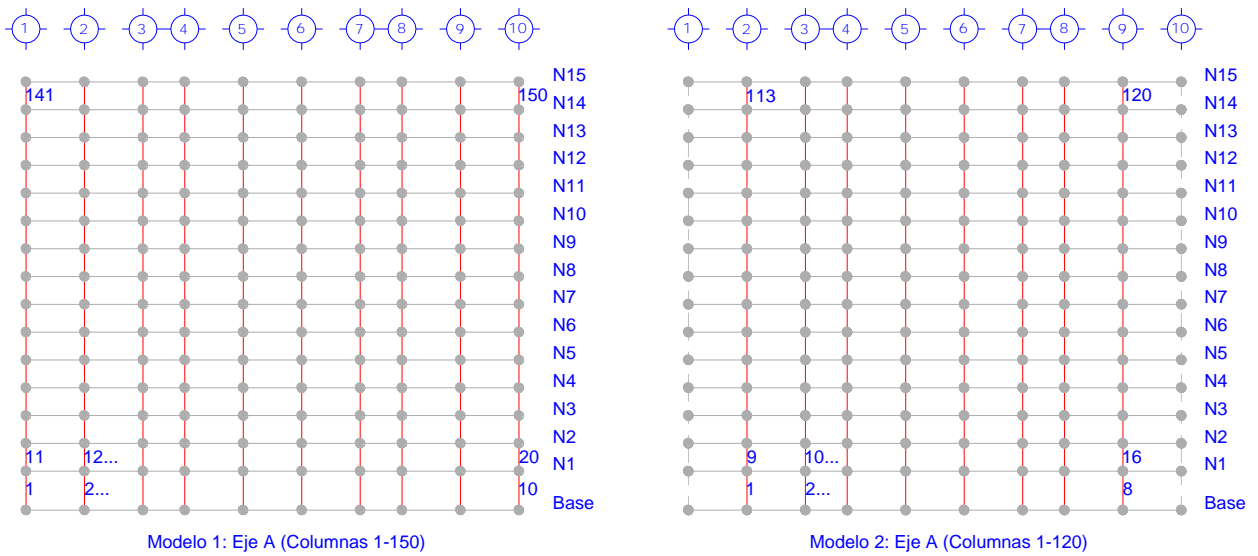 1 2 3 4 5 6 7 8 9 10
N15
141 150
N14
N13
N12
N11
N10
N9
N8
N7
N6
N5
N4
N3
N2
11 12... 20
N1
1 2... 10
Base
Modelo 1: Eje A (Columnas 1-150)
1 2 3 4 5 6 7 8 9 10
N15
113 120
N14
N13
N12
N11
N10
N9
N8
N7
N6
N5
N4
N3
N2
9 10... 16
N1
1 2... 8
Base
Modelo 2: Eje A (Columnas 1-120)